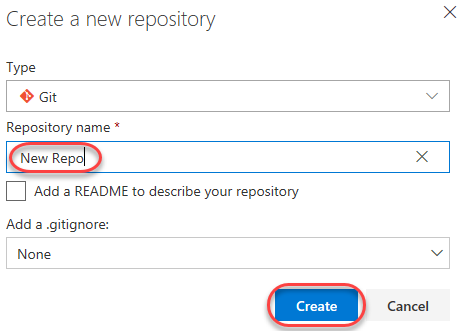 Create a new repository
Type
Git
Repository name *
New Repo
Add a README to describe your repository
Add a .gitignore:
None
Create Cancel